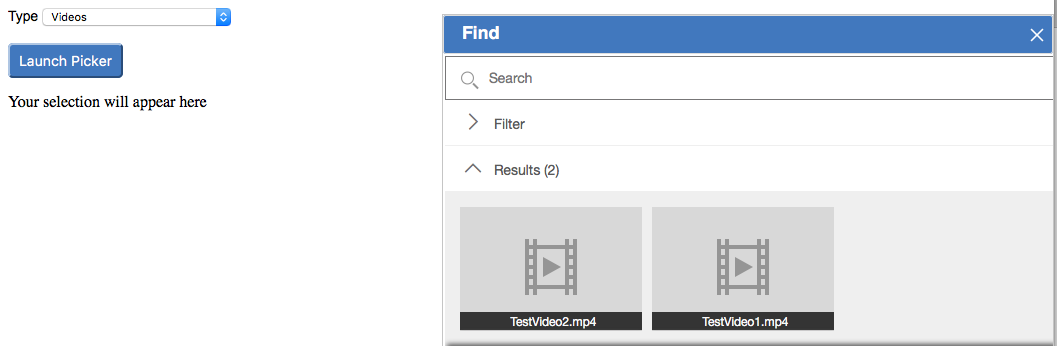 Type Videos
Launch Picker
Your selection will appear here
Find
Search
Filter
Results (2)
TestVideo2.mp4
TestVideo1.mp4